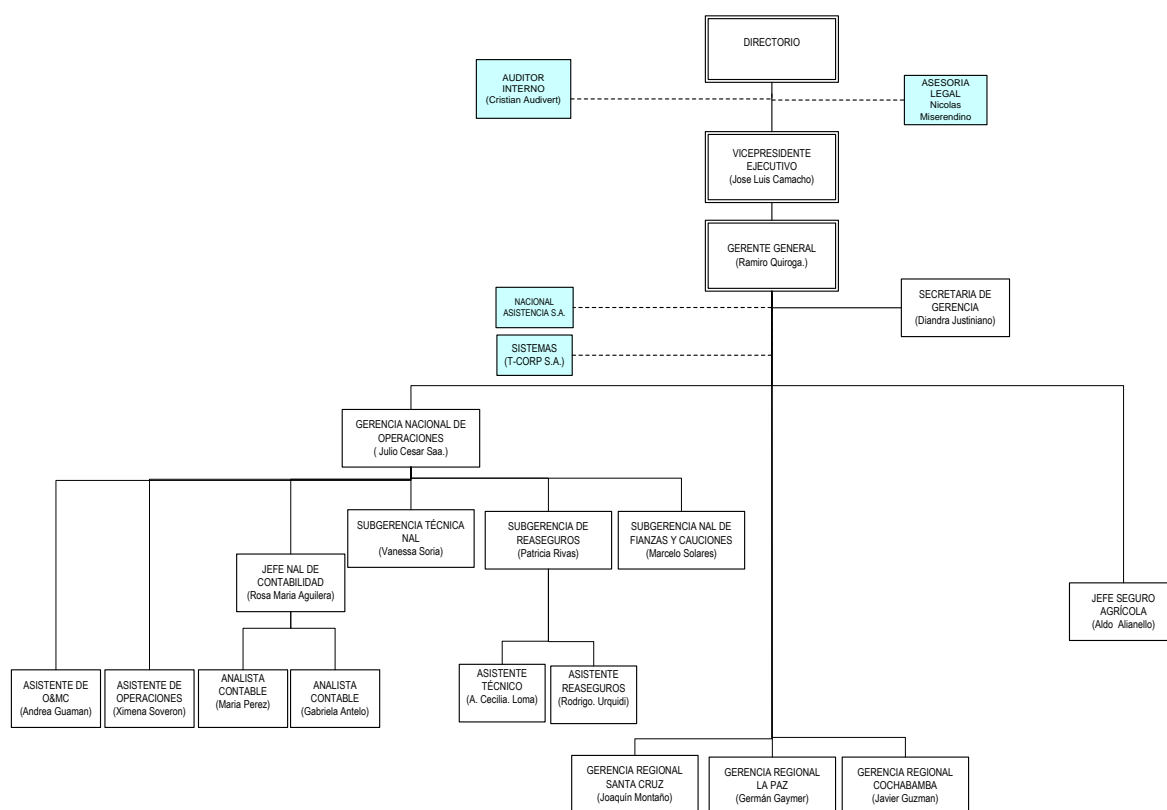 DIRECTORIO
AUDITOR
INTERNO
(Cristian Audivert)
ASESORIA
LEGAL
Nicolas
Miserendino
VICEPRESIDENTE
EJECUTIVO
(Jose Luis Camacho)
GERENTE GENERAL
(Ramiro Quiroga.)
NACIONAL
ASISTENCIA S.A.
SECRETARIA DE
GERENCIA
(Diandra Justiniano)
SISTEMAS
(T-CORP S.A.)
GERENCIA NACIONAL DE
OPERACIONES
( Julio Cesar Saa.)
SUBGERENCIA TÉCNICA
NAL
(Vanessa Soria)
SUBGERENCIA DE
REASEGUROS
(Patricia Rivas)
SUBGERENCIA NAL DE
FIANZAS Y CAUCIONES
(Marcelo Solares)
JEFE NAL DE
CONTABILIDAD
(Rosa Maria Aguilera)
JEFE SEGURO
AGRÍCOLA
(Aldo Alianello)
ASISTENTE DE
O&MC
(Andrea Guaman)
ASISTENTE DE
OPERACIONES
(Ximena Soveron)
ANALISTA
CONTABLE
(Maria Perez)
ANALISTA
CONTABLE
(Gabriela Antelo)
ASISTENTE
TÉCNICO
(A. Cecilia. Loma)
ASISTENTE
REASEGUROS
(Rodrigo. Urquidi)
GERENCIA REGIONAL
SANTA CRUZ
(Joaquín Montaño)
GERENCIA REGIONAL
LA PAZ
(Germán Gaymer)
GERENCIA REGIONAL
COCHABAMBA
(Javier Guzman)